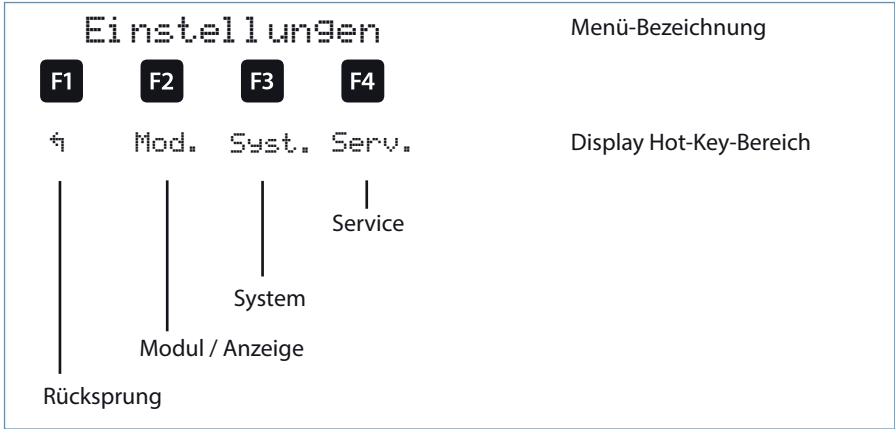 Einstellungen Menü-Bezeichnung
F1 F2 F3 F4
↰ Mod. Syst. Serv. Display Hot-Key-Bereich
Service
System
Modul / Anzeige
Rücksprung